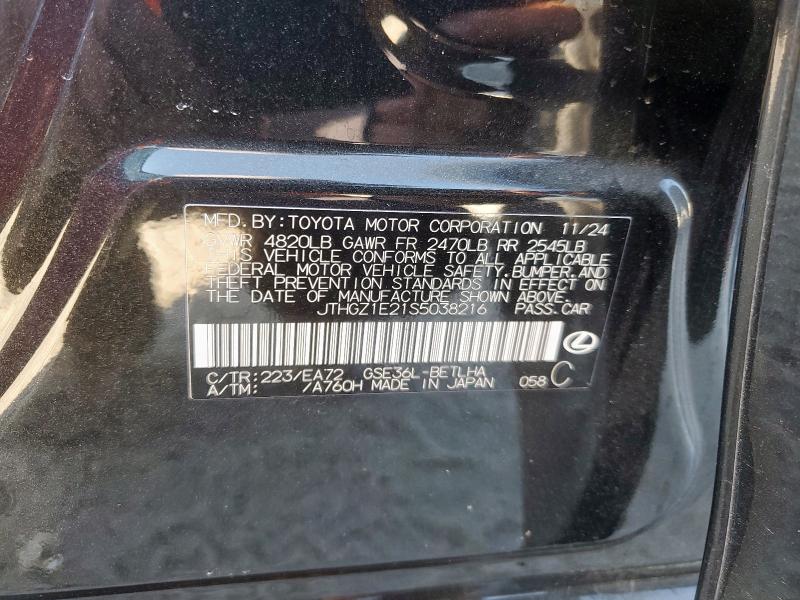 MFD. BY: TOYOTA MOTOR CORPORATION 11/24
GVWR 4820LB GAWR FR 2470LB RR 2545LB
THIS VEHICLE CONFORMS TO ALL APPLICABLE
FEDERAL MOTOR VEHICLE SAFETY, BUMPER, AND
THEFT PREVENTION STANDARDS IN EFFECT ON
THE DATE OF MANUFACTURE SHOWN ABOVE.
JTHGZ1E21S5038216 PASS. CAR
C/TR: 223/EA72 GSE36L-BETLHA
A/TM: /A760H MADE IN JAPAN 058 C